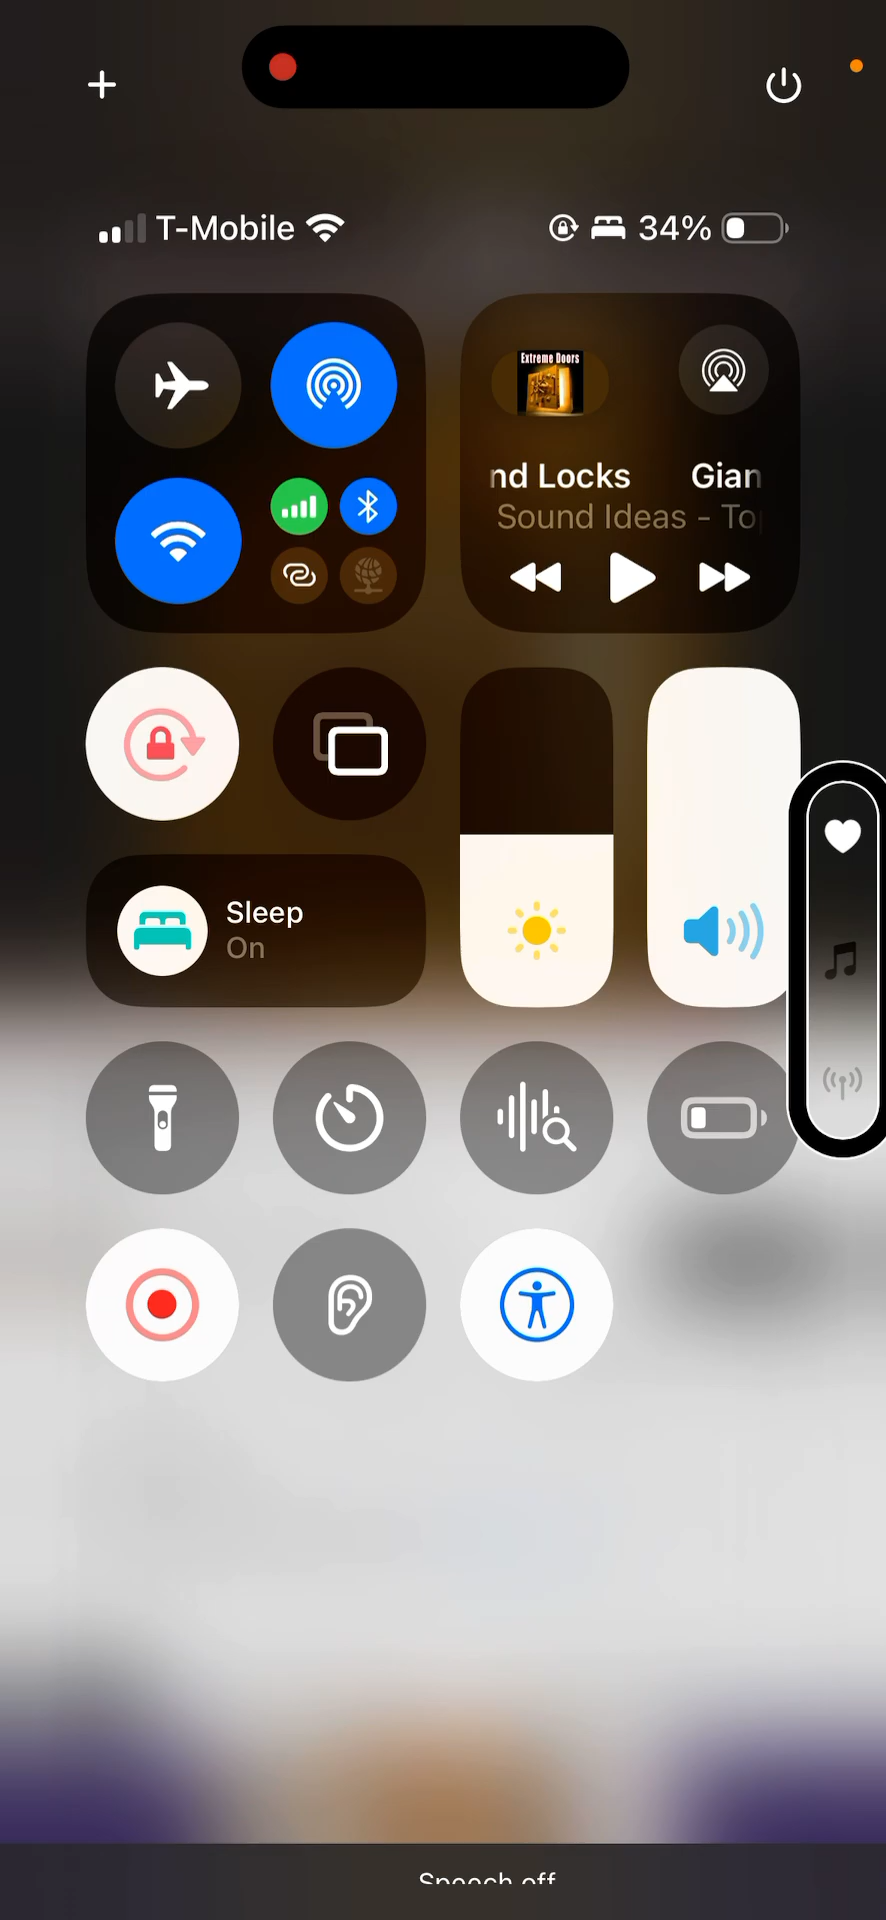 T-Mobile 34%
Extreme Doors
nd Locks Gian
Sound Ideas - To
Sleep
On
Speech off